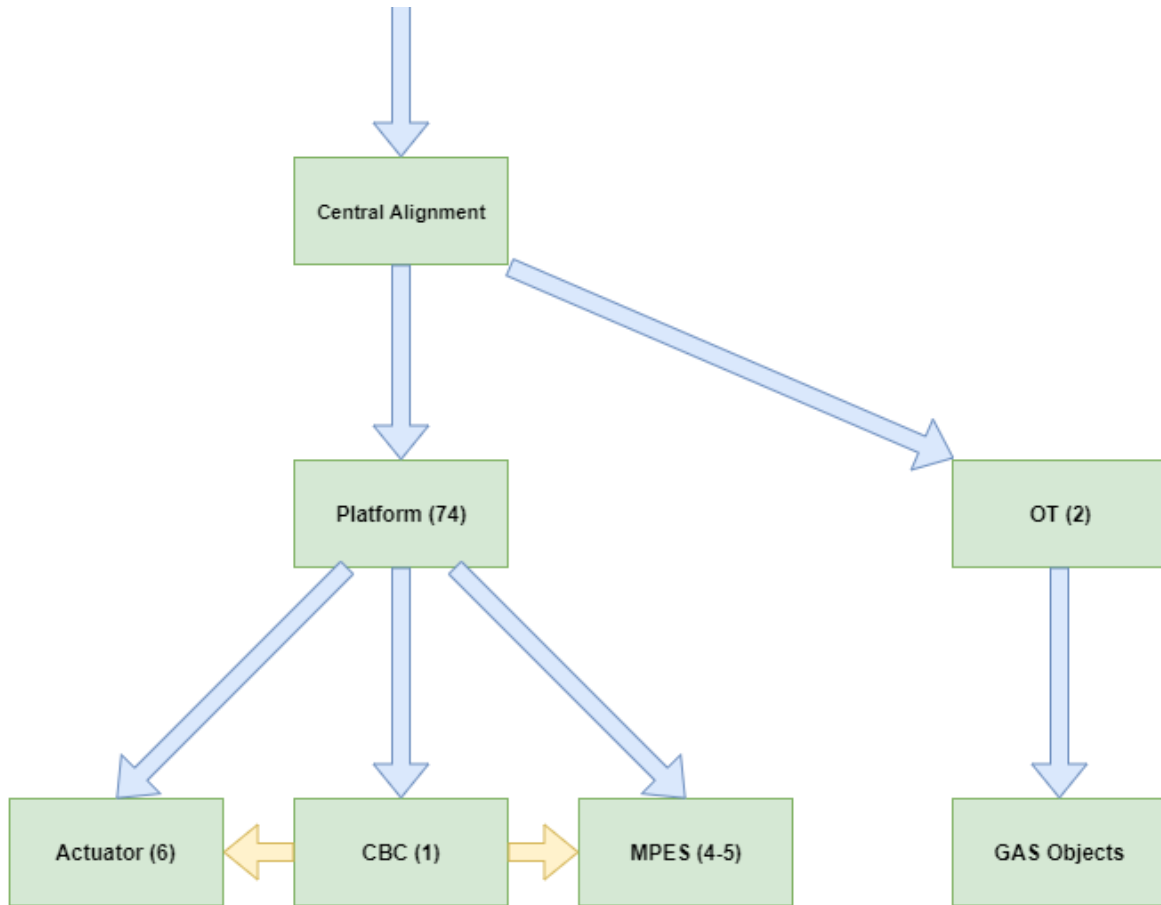 Central Alignment
Platform (74)
OT (2)
Actuator (6)
CBC (1)
MPES (4-5)
GAS Objects